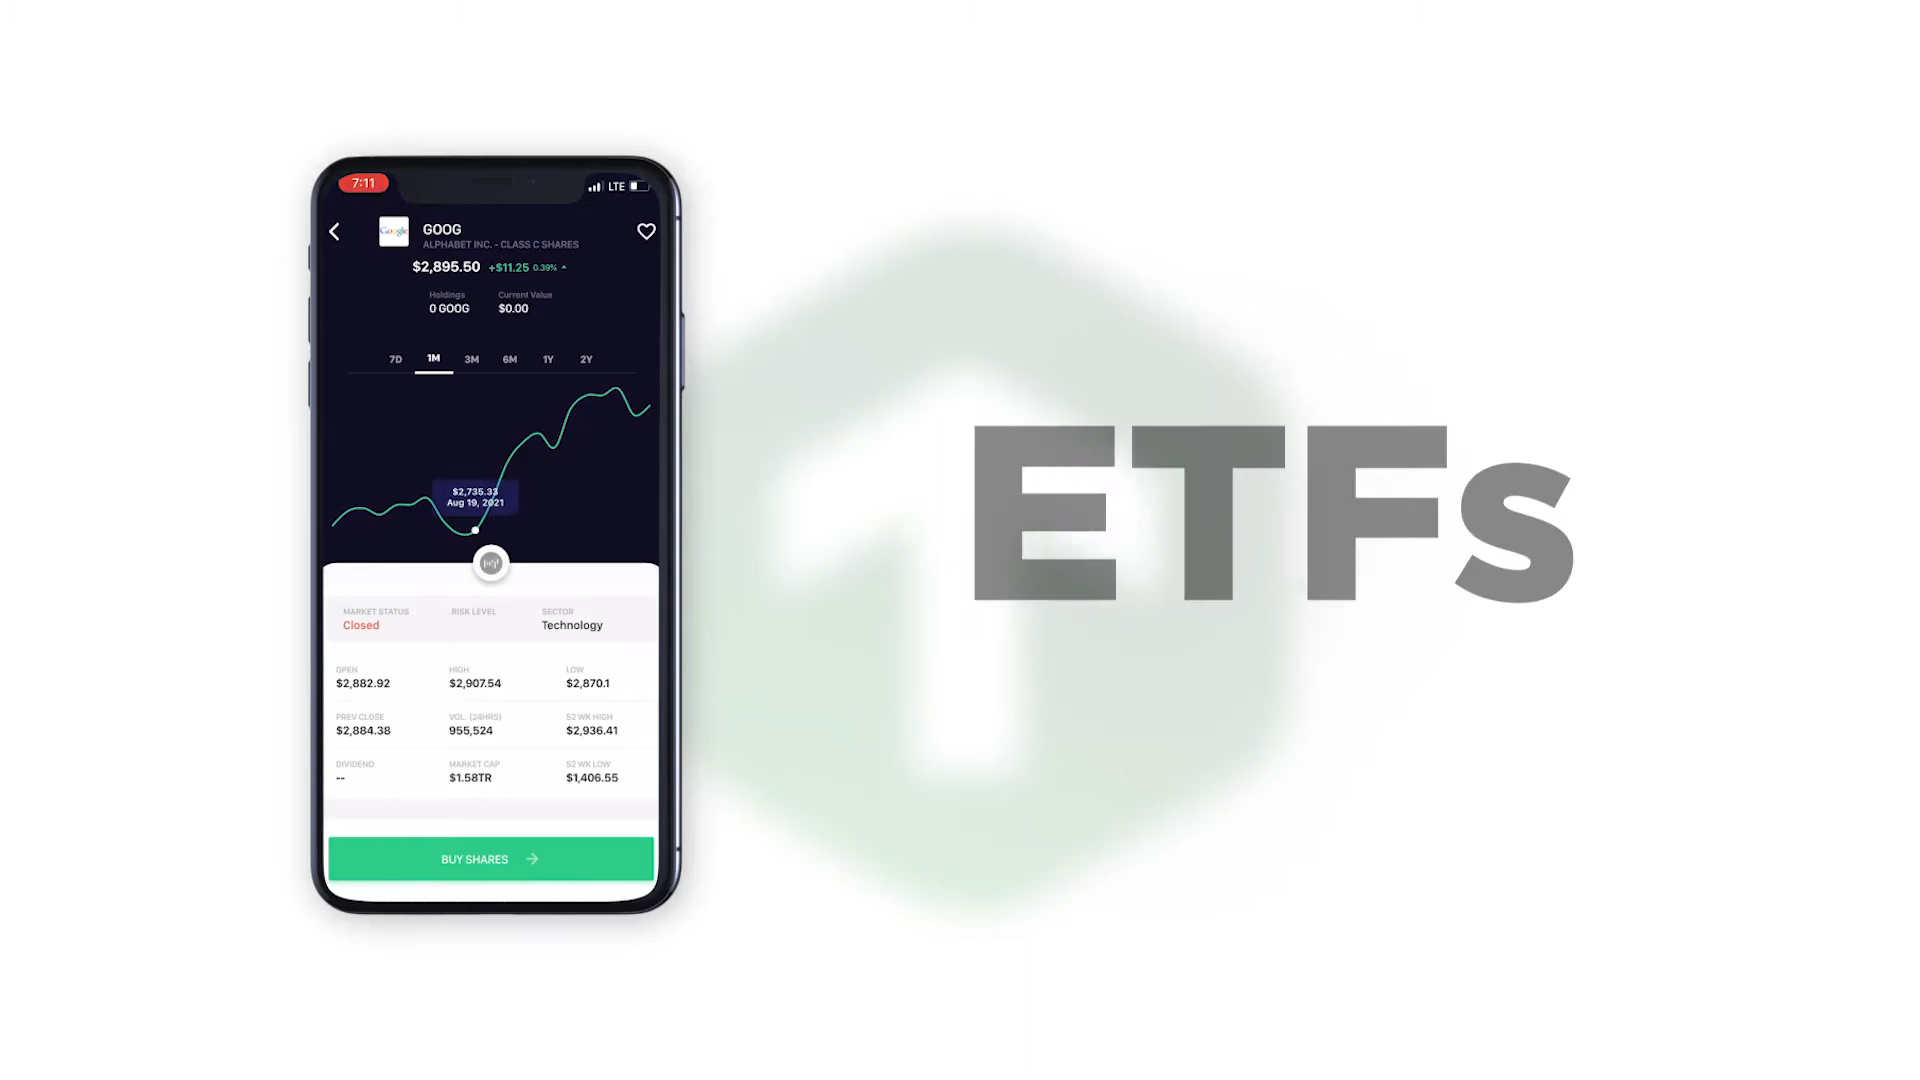 7:11
LTE
Google
GOOG
ALPHABET INC. - CLASS C SHARES
$2,895.50 +$11.25 0.39%
Holdings Current Value
0 GOOG $0.00
7D 1M 3M 6M 1Y 2Y
$2,735.33
Aug 19, 2021
MARKET STATUS RISK LEVEL SECTOR
Closed Technology
OPEN HIGH LOW
$2,882.92 $2,907.54 $2,870.1
PREV CLOSE VOL. (24HRS) 52 WK HIGH
$2,884.38 955,524 $2,936.41
DIVIDEND MARKET CAP 52 WK LOW
-- $1.58TR $1,406.55
BUY SHARES
ETFs